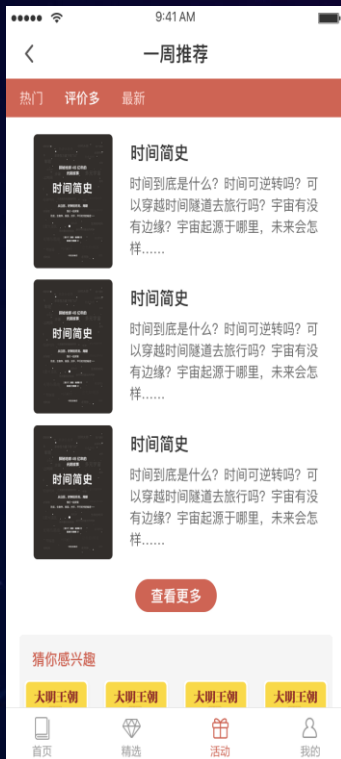 9:41 AM
一周推荐
热门 评价多 最新
时间简史
时间简史
时间到底是什么？时间可逆转吗？可
以穿越时间隧道去旅行吗？宇宙有没
有边缘？宇宙起源于哪里，未来会怎
样……
时间简史
时间简史
时间到底是什么？时间可逆转吗？可
以穿越时间隧道去旅行吗？宇宙有没
有边缘？宇宙起源于哪里，未来会怎
样……
时间简史
时间简史
时间到底是什么？时间可逆转吗？可
以穿越时间隧道去旅行吗？宇宙有没
有边缘？宇宙起源于哪里，未来会怎
样……
查看更多
猜你感兴趣
大明王朝 大明王朝 大明王朝 大明王朝
首页 精选 活动 我的